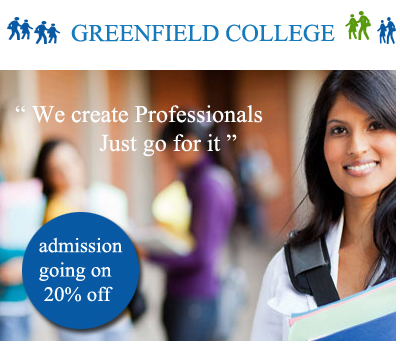 GREENFIELD COLLEGE
“ We create Professionals
Just go for it ”
admission
going on
20% off